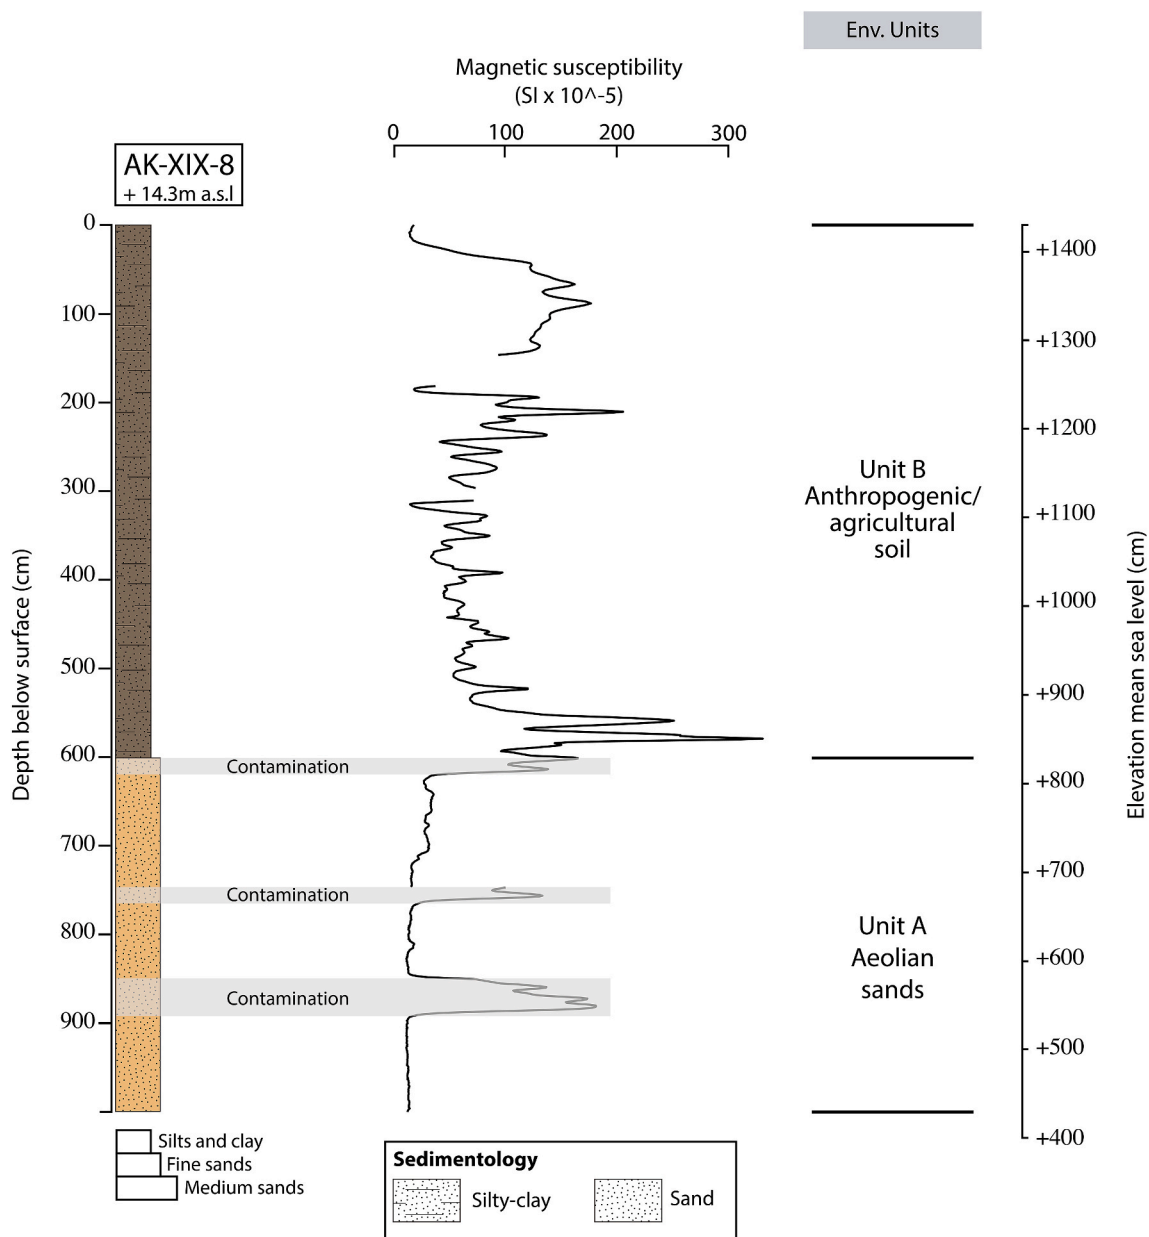 Env. Units
Magnetic susceptibility
(SI x 10^-5)
0 100 200 300
AK-XIX-8
+ 14.3m a.s.l
Depth below surface (cm)
0
100
200
300
400
500
600
700
800
900
Contamination
Contamination
Contamination
Unit B
Anthropogenic/
agricultural
soil
Unit A
Aeolian
sands
+1400
+1300
+1200
+1100
+1000
+900
+800
+700
+600
+500
+400
Elevation mean sea level (cm)
Silts and clay
Fine sands
Medium sands
Sedimentology
Silty-clay
Sand